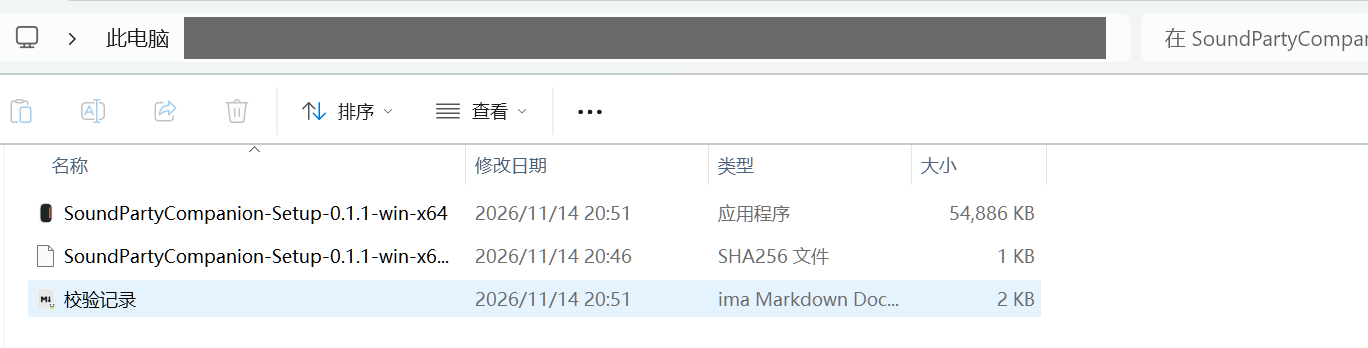 此电脑
在 SoundPartyCompan
排序
查看
名称
修改日期
类型
大小
SoundPartyCompanion-Setup-0.1.1-win-x64 2026/11/14 20:51 应用程序 54,886 KB
SoundPartyCompanion-Setup-0.1.1-win-x6... 2026/11/14 20:46 SHA256 文件 1 KB
校验记录 2026/11/14 20:51 ima Markdown Doc... 2 KB